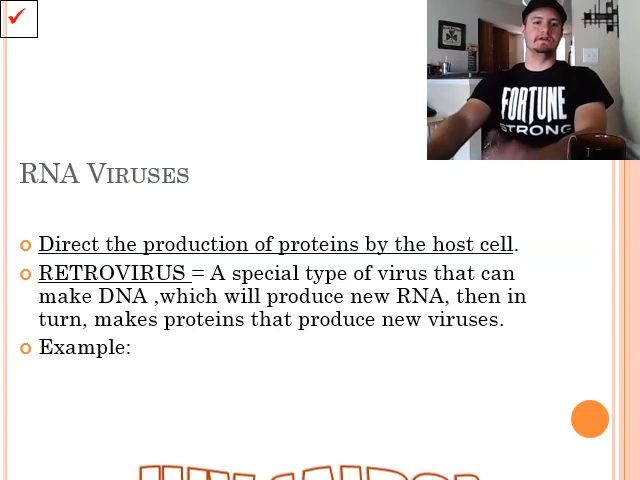 FORTUNE
STRONG
RNA VIRUSES
Direct the production of proteins by the host cell.
RETROVIRUS = A special type of virus that can
make DNA ,which will produce new RNA, then in
turn, makes proteins that produce new viruses.
Example: